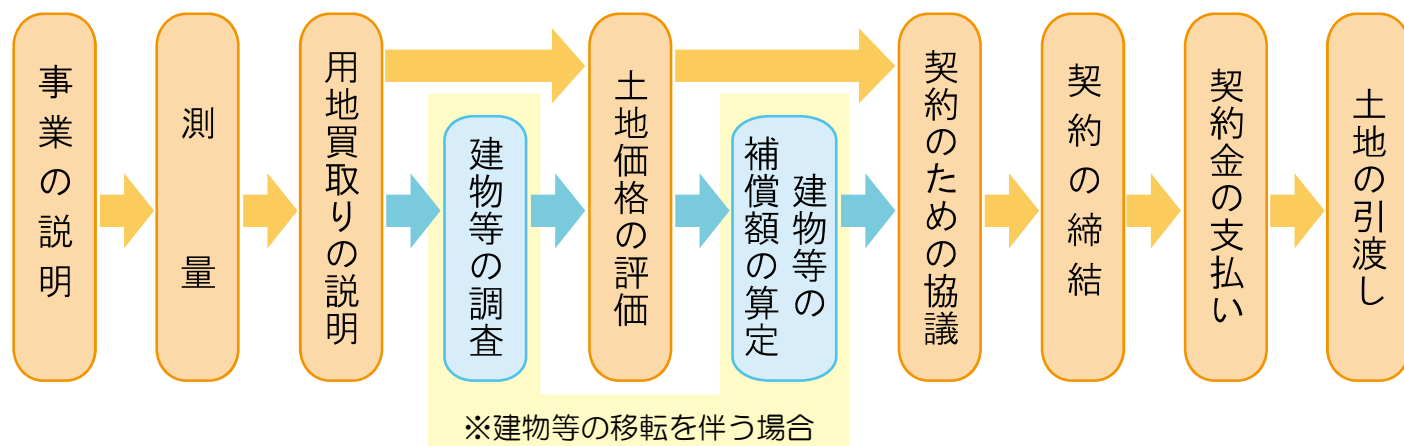 事業の説明
測量
用地買取りの説明
建物等の調査
土地価格の評価
建物等の
補償額の算定
契約のための協議
契約の締結
契約金の支払い
土地の引渡し
※建物等の移転を伴う場合